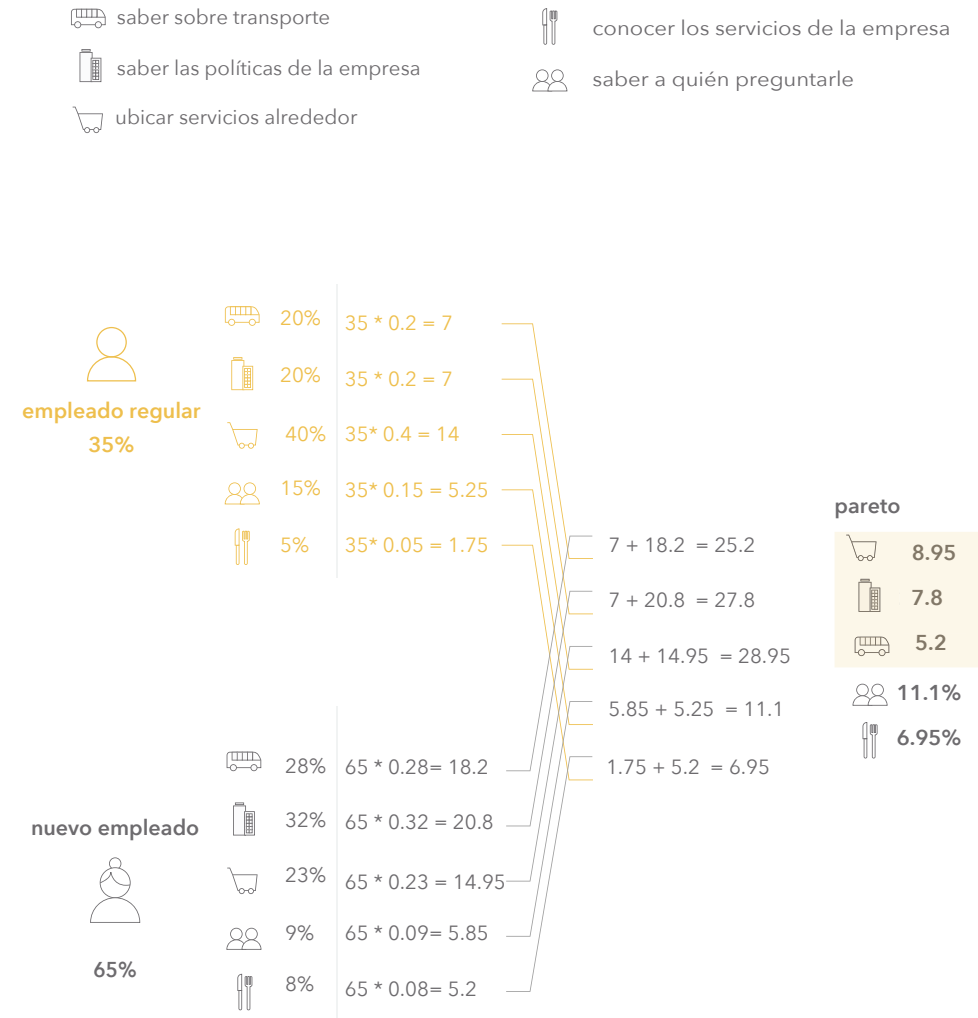 saber sobre transporte
saber las políticas de la empresa
ubicar servicios alrededor
conocer los servicios de la empresa
saber a quién preguntarle
empleado regular
35%
20% 35 * 0.2 = 7
20% 35 * 0.2 = 7
40% 35* 0.4 = 14
15% 35* 0.15 = 5.25
5% 35* 0.05 = 1.75
nuevo empleado
65%
28% 65 * 0.28= 18.2
32% 65 * 0.32 = 20.8
23% 65 * 0.23 = 14.95
9% 65 * 0.09= 5.85
8% 65 * 0.08= 5.2
7 + 18.2 = 25.2
7 + 20.8 = 27.8
14 + 14.95 = 28.95
5.85 + 5.25 = 11.1
1.75 + 5.2 = 6.95
pareto
8.95
7.8
5.2
11.1%
6.95%